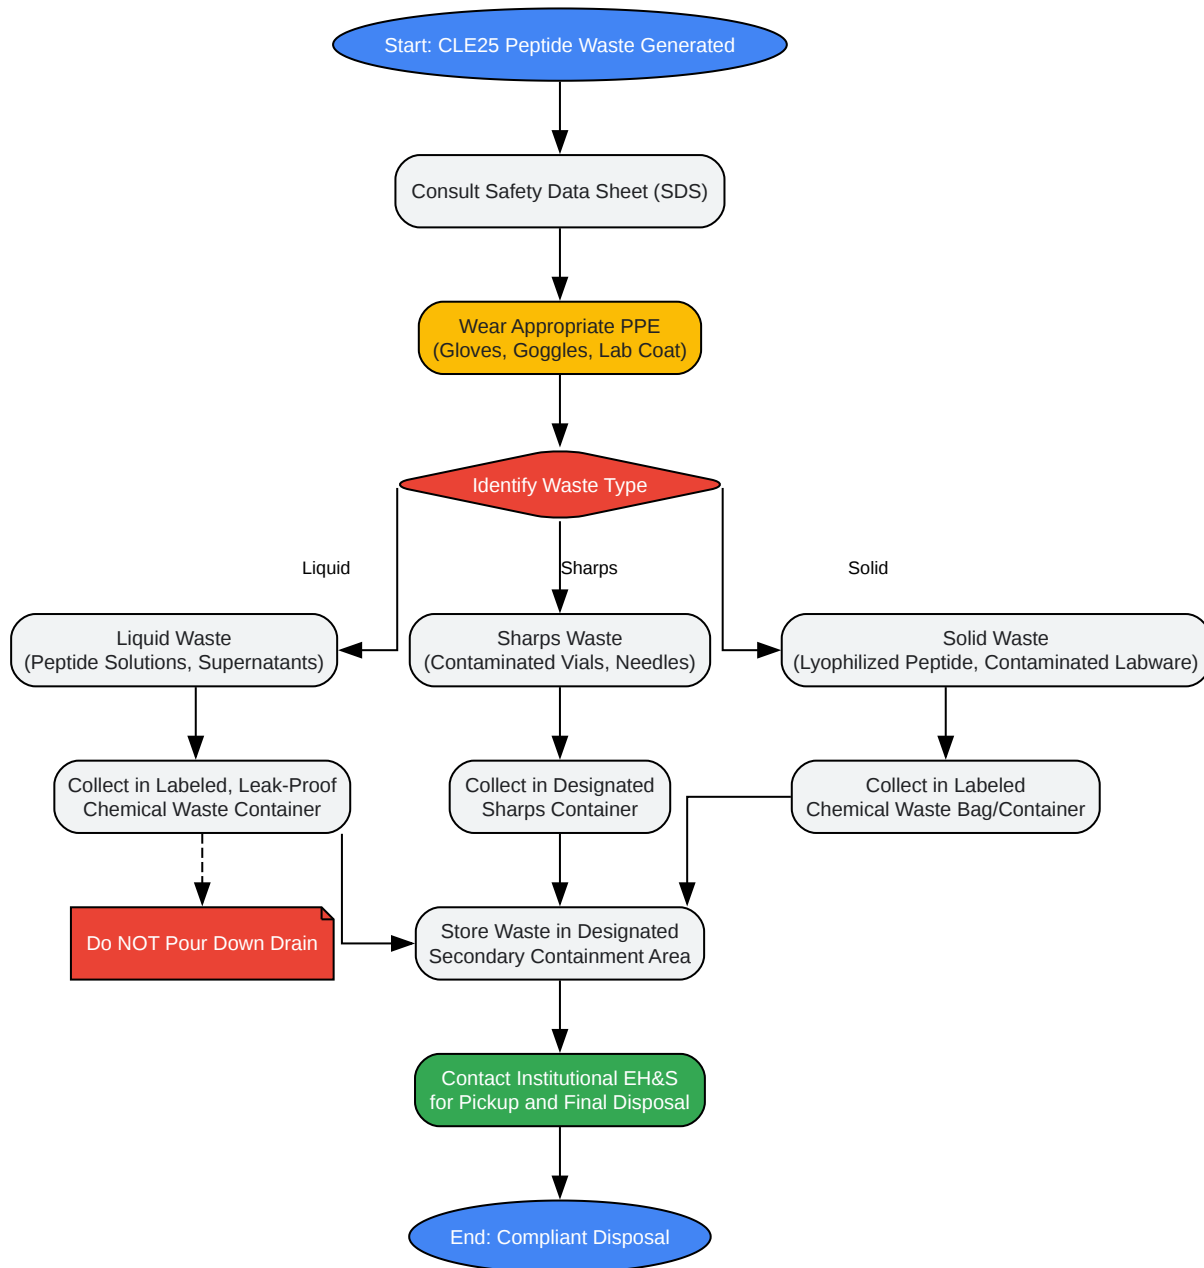 Start: CLE25 Peptide Waste Generated
Consult Safety Data Sheet (SDS)
Wear Appropriate PPE
(Gloves, Goggles, Lab Coat)
Identify Waste Type
Liquid
Sharps
Solid
Liquid Waste
(Peptide Solutions, Supernatants)
Sharps Waste
(Contaminated Vials, Needles)
Solid Waste
(Lyophilized Peptide, Contaminated Labware)
Collect in Labeled, Leak-Proof
Chemical Waste Container
Collect in Designated
Sharps Container
Collect in Labeled
Chemical Waste Bag/Container
Do NOT Pour Down Drain
Store Waste in Designated
Secondary Containment Area
Contact Institutional EH&S
for Pickup and Final Disposal
End: Compliant Disposal